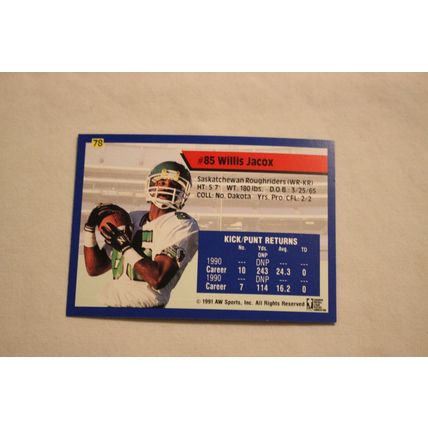 78
#85 Willis Jacox
Saskatchewan Roughriders (WR-KR)
HT: 5'7" WT: 180 lbs. D.O.B.: 3/25/65
COLL: No. Dakota Yrs. Pro/CFL: 2-2
KICK/PUNT RETURNS
No. Yds. Avg. TD
DNP
1990 --- DNP --- ---
Career 10 243 24.3 0
1990 --- DNP --- ---
Career 7 114 16.2 0
© 1991 AW Sports, Inc. All Rights Reserved